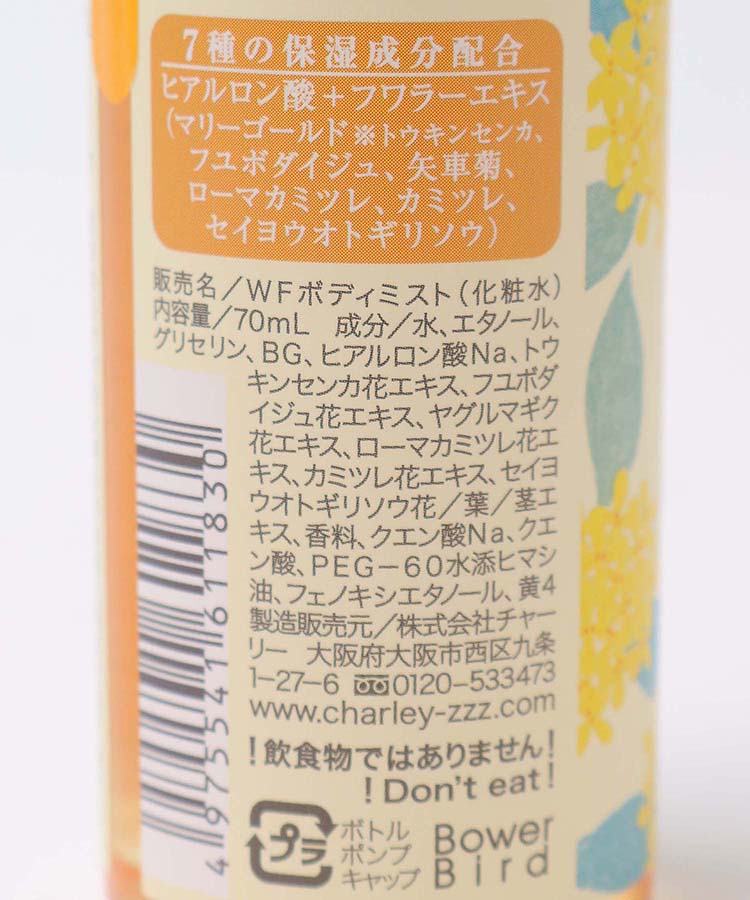 7種の保湿成分配合
ヒアルロン酸＋フワラーエキス
(マリーゴールド※トウキンセンカ、
フユボダイジュ、矢車菊、
ローマカミツレ、カミツレ、
セイヨウオトギリソウ)
販売名／WFボディミスト(化粧水)
内容量／70mL 成分／水、エタノール、
グリセリン、BG、ヒアルロン酸Na、トウ
キンセンカ花エキス、フユボダ
イジュ花エキス、ヤグルマギク
花エキス、ローマカミツレ花エ
キス、カミツレ花エキス、セイヨ
ウオトギリソウ花／葉／茎エ
キス、香料、クエン酸Na、クエ
ン酸、PEG-60水添ヒマシ
油、フェノキシエタノール、黄4
製造販売元／株式会社チャー
リー 大阪府大阪市西区九条
1-27-6 0120-533473
www.charley-zzz.com
!飲食物ではありません!
! Don't eat!
プラ
ボトル
ポンプ
キャップ
Bower
Bird
4975541611830